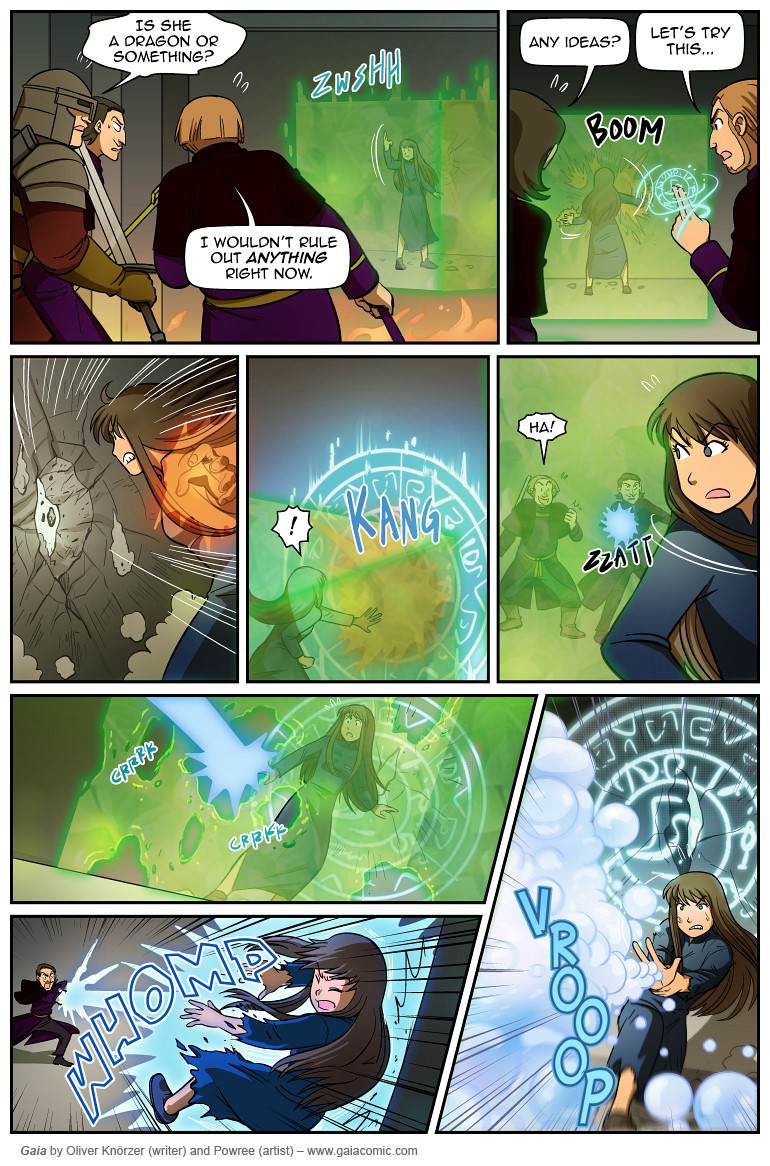 IS SHE
A DRAGON OR
SOMETHING?
ZWSHH
I WOULDN'T RULE
OUT ANYTHING
RIGHT NOW.
ANY IDEAS?
LET'S TRY
THIS...
BOOM
!
KANG
HA!
ZZATT
CRRRK
CRRKK
VROOOP
WHOMP
Gaia by Oliver Knörzer (writer) and Powree (artist) – www.gaiacomic.com